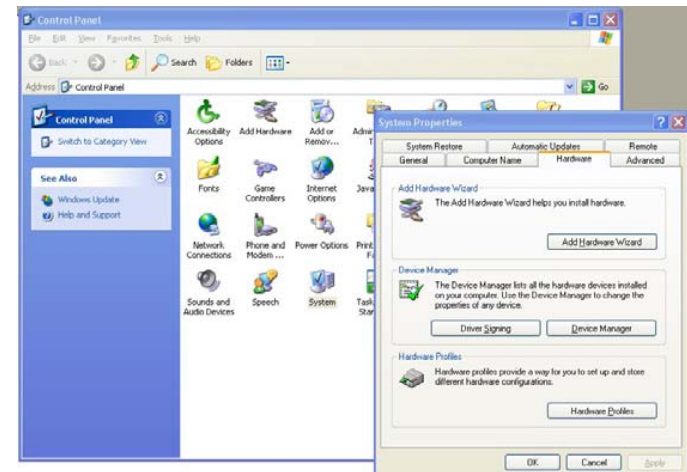 Control Panel
File Edit View Favorites Tools Help
Back Search Folders
Address Control Panel Go
Control Panel
Switch to Category View
See Also
Windows Update
Help and Support
Accessibility Options
Add Hardware
Add or Remov...
Fonts
Game Controllers
Internet Options
Network Connections
Phone and Modem ...
Power Options
Sounds and Audio Devices
Speech
System
System Properties
System Restore Automatic Updates Remote
General Computer Name Hardware Advanced
Add Hardware Wizard
The Add Hardware Wizard helps you install hardware.
Add Hardware Wizard
Device Manager
The Device Manager lists all the hardware devices installed
on your computer. Use the Device Manager to change the
properties of any device.
Driver Signing Device Manager
Hardware Profiles
Hardware profiles provide a way for you to set up and store
different hardware configurations.
Hardware Profiles
OK Cancel Apply